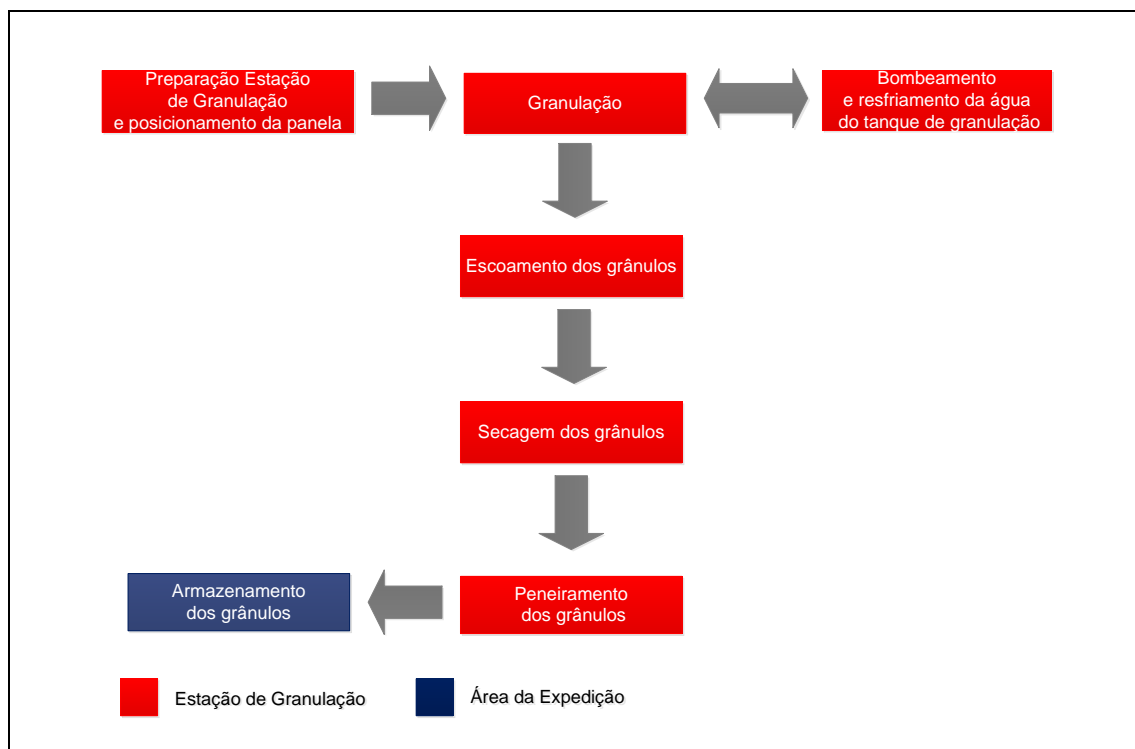 Preparação Estação
de Granulação
e posicionamento da panela
Granulação
Bombeamento
e resfriamento da água
do tanque de granulação
Escoamento dos grânulos
Secagem dos grânulos
Peneiramento
dos grânulos
Armazenamento
dos grânulos
Estação de Granulação
Área da Expedição